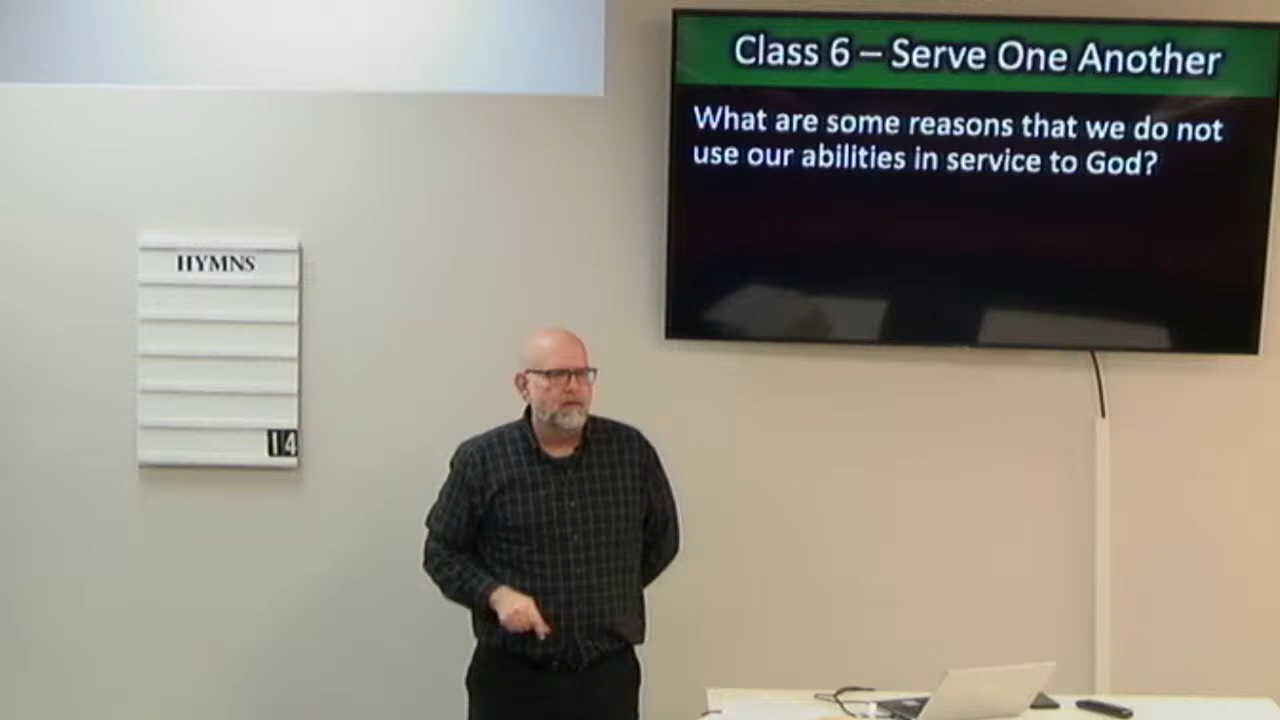 Class 6 – Serve One Another
What are some reasons that we do not
use our abilities in service to God?
HYMNS
14